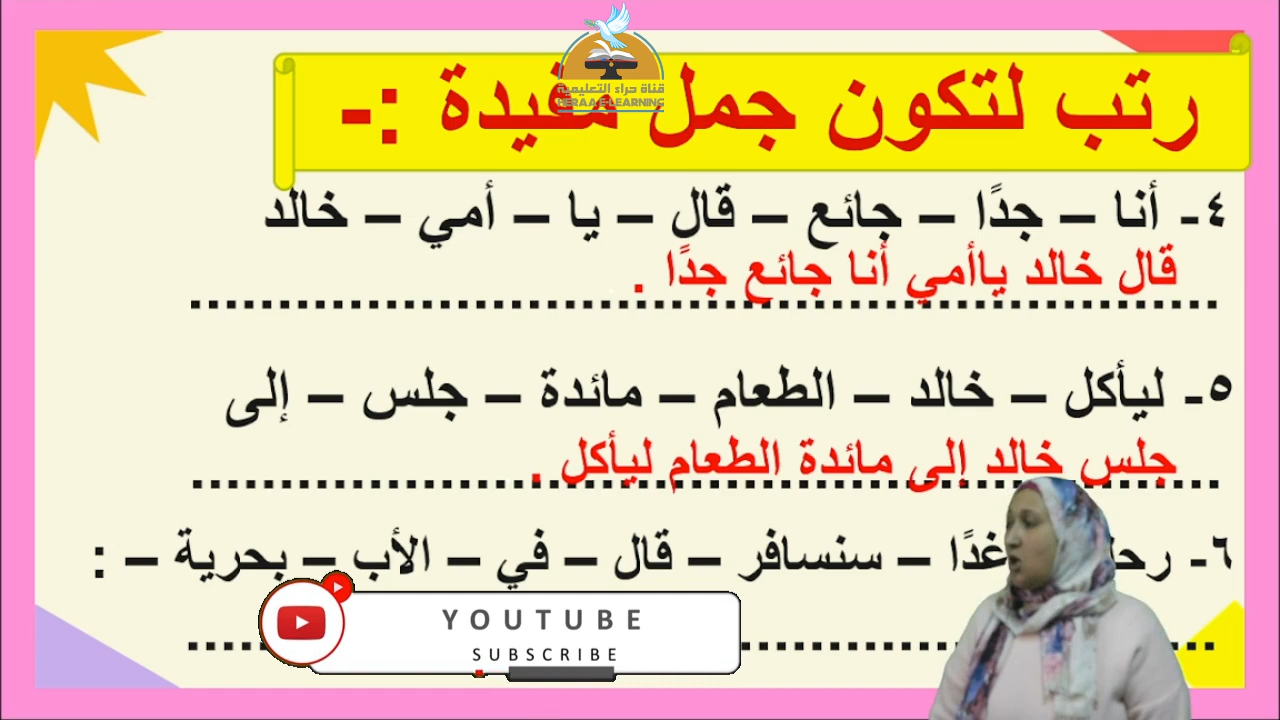 قناة حراء التعليمية
HERAA E-LEARNING
رتب لتكون جمل مفيدة :-
٤- أنا – جدًا – جائع – قال – يا – أمي – خالد
قال خالد ياأمي أنا جائع جدًا .
٥- ليأكل – خالد – الطعام – مائدة – جلس – إلى
جلس خالد إلى مائدة الطعام ليأكل .
٦- غدًا – سنسافر – قال – في – الأب – بحرية – :
YOUTUBE
SUBSCRIBE